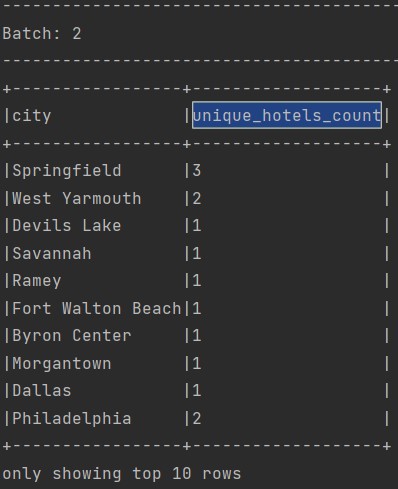 -------------------------------------------
Batch: 2
-------------------------------------------
+-----------------+-------------------+
|city             |unique_hotels_count|
+-----------------+-------------------+
|Springfield      |3                  |
|West Yarmouth    |2                  |
|Devils Lake      |1                  |
|Savannah         |1                  |
|Ramey            |1                  |
|Fort Walton Beach|1                  |
|Byron Center     |1                  |
|Morgantown       |1                  |
|Dallas           |1                  |
|Philadelphia     |2                  |
+-----------------+-------------------+
only showing top 10 rows